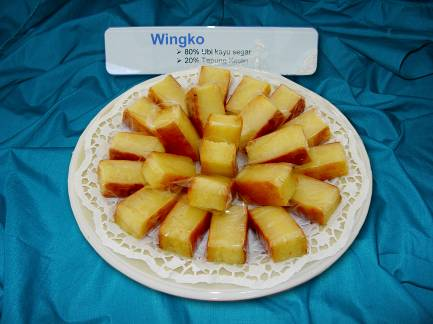 Wingko
➢ 80% Ubi kayu segar
➢ 20% Tepung